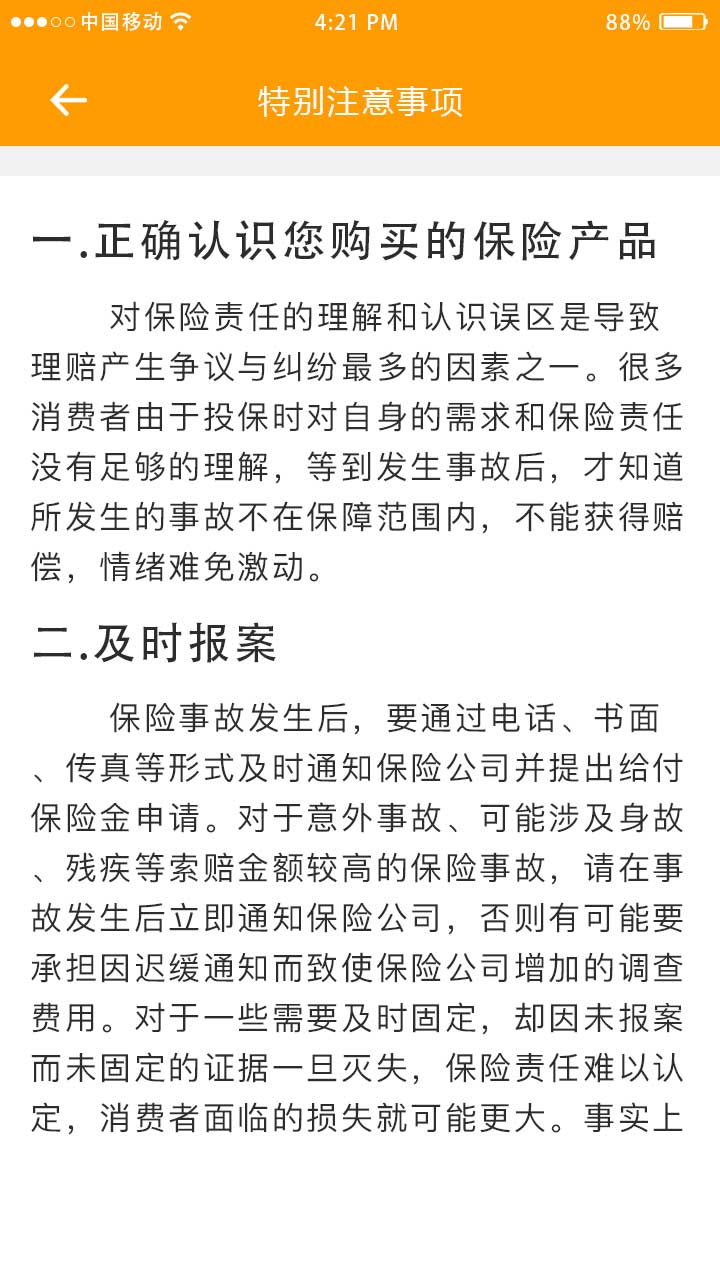 中国移动
4:21 PM
88%
特别注意事项
一.正确认识您购买的保险产品
对保险责任的理解和认识误区是导致
理赔产生争议与纠纷最多的因素之一。很多
消费者由于投保时对自身的需求和保险责任
没有足够的理解，等到发生事故后，才知道
所发生的事故不在保障范围内，不能获得赔
偿，情绪难免激动。
二.及时报案
保险事故发生后，要通过电话、书面
、传真等形式及时通知保险公司并提出给付
保险金申请。对于意外事故、可能涉及身故
、残疾等索赔金额较高的保险事故，请在事
故发生后立即通知保险公司，否则有可能要
承担因迟缓通知而致使保险公司增加的调查
费用。对于一些需要及时固定，却因未报案
而未固定的证据一旦灭失，保险责任难以认
定，消费者面临的损失就可能更大。事实上